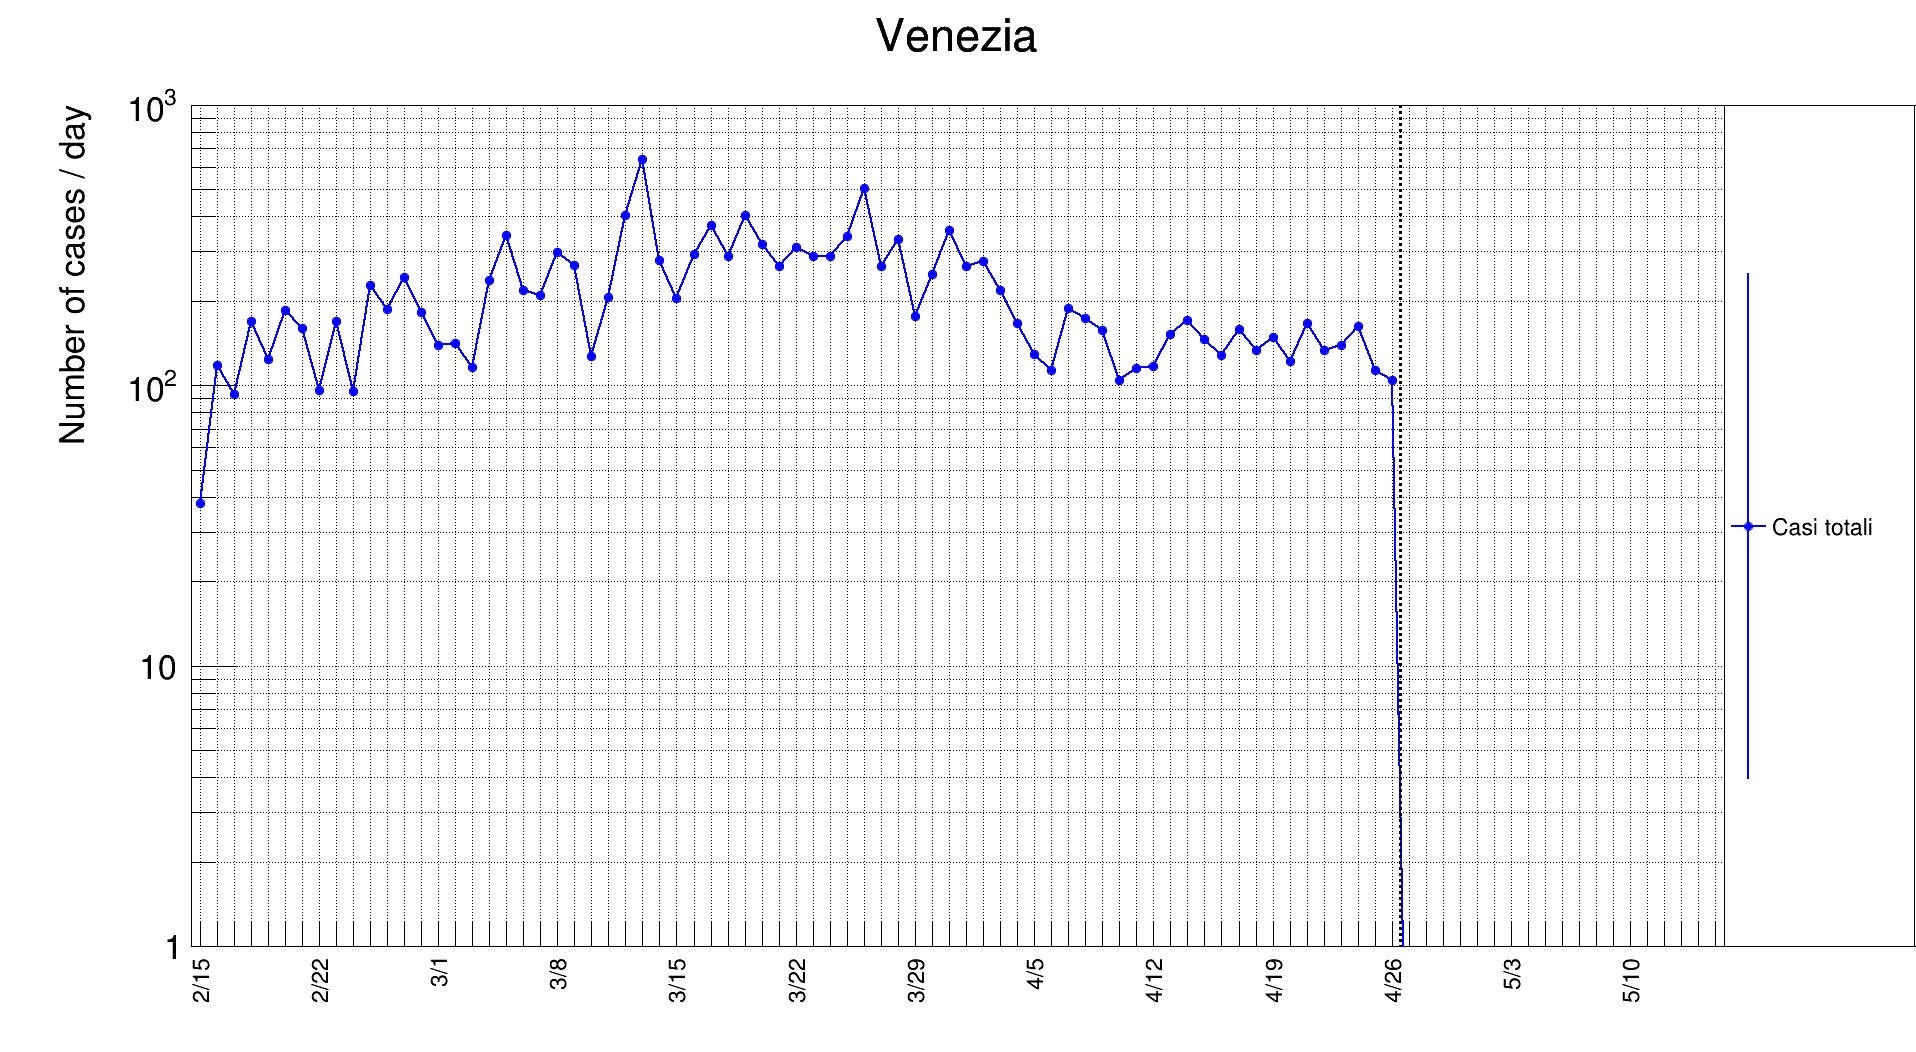 Venezia
Number of cases / day
10³
10²
10
1
2/15 2/22 3/1 3/8 3/15 3/22 3/29 4/5 4/12 4/19 4/26 5/3 5/10
Casi totali